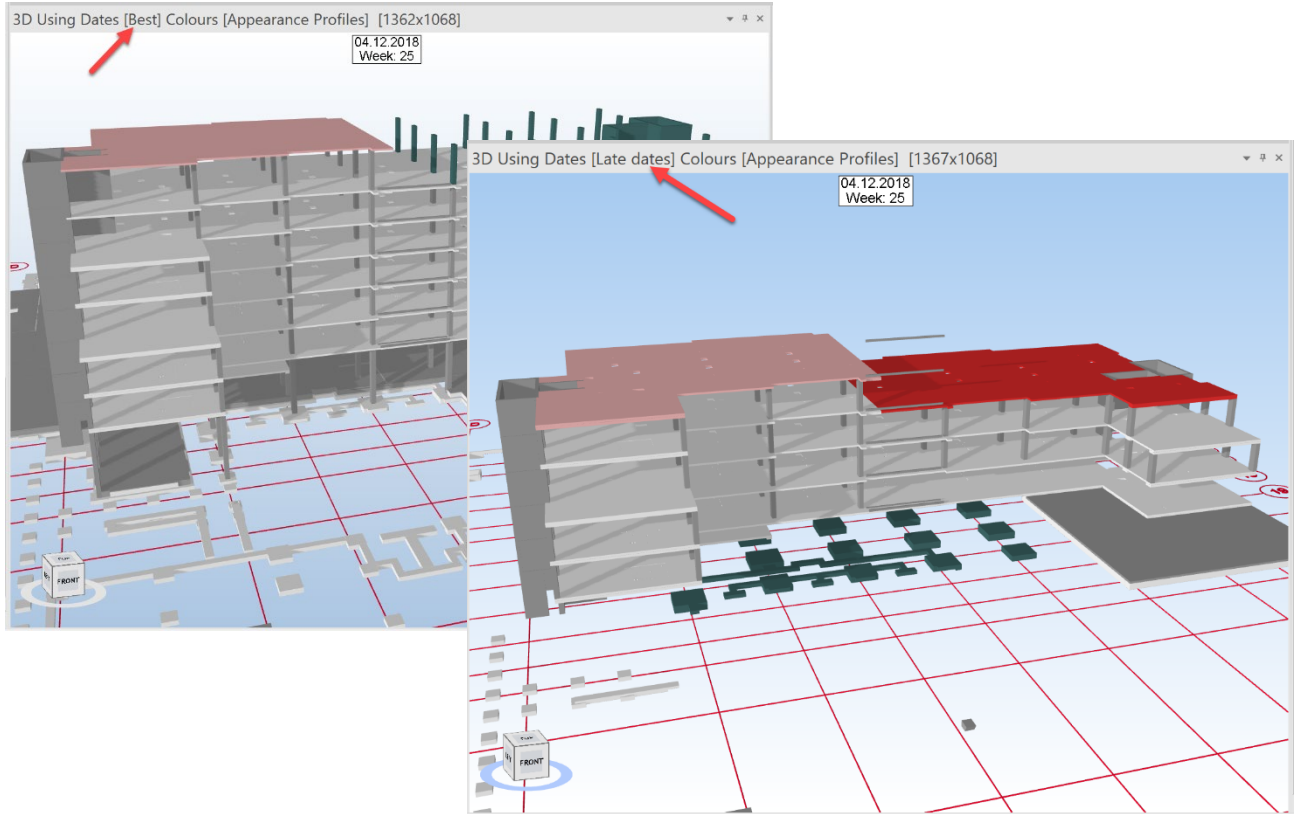 3D Using Dates [Best] Colours [Appearance Profiles] [1362x1068]
04.12.2018
Week: 25
FRONT
3D Using Dates [Late dates] Colours [Appearance Profiles] [1367x1068]
04.12.2018
Week: 25
FRONT